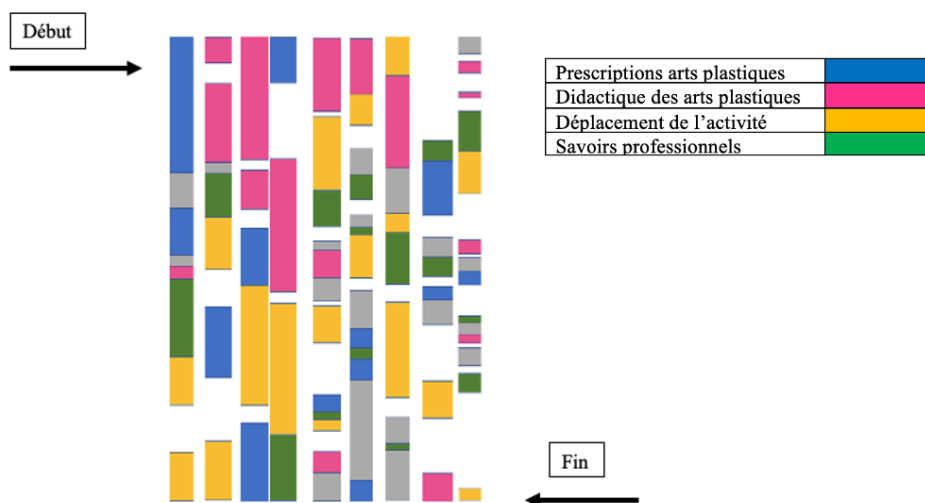 Début
Prescriptions arts plastiques
Didactique des arts plastiques
Déplacement de l'activité
Savoirs professionnels
Fin